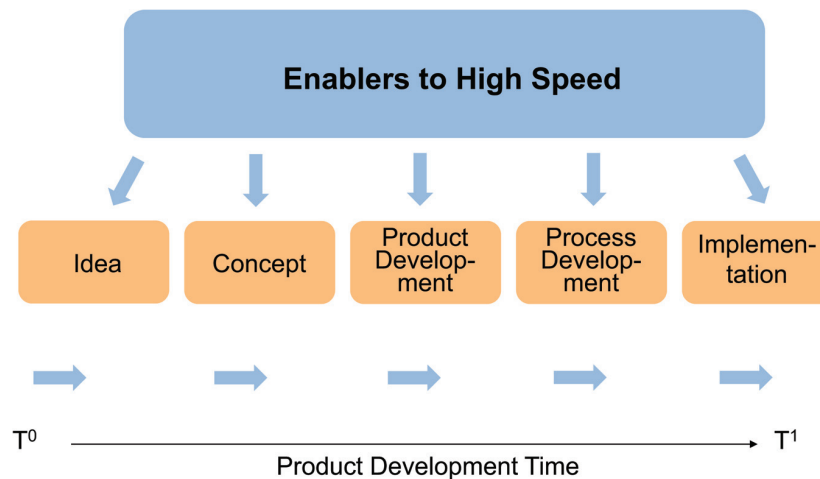 Enablers to High Speed
Idea
Concept
Product
Develop-
ment
Process
Develop-
ment
Implemen-
tation
T⁰
T¹
Product Development Time